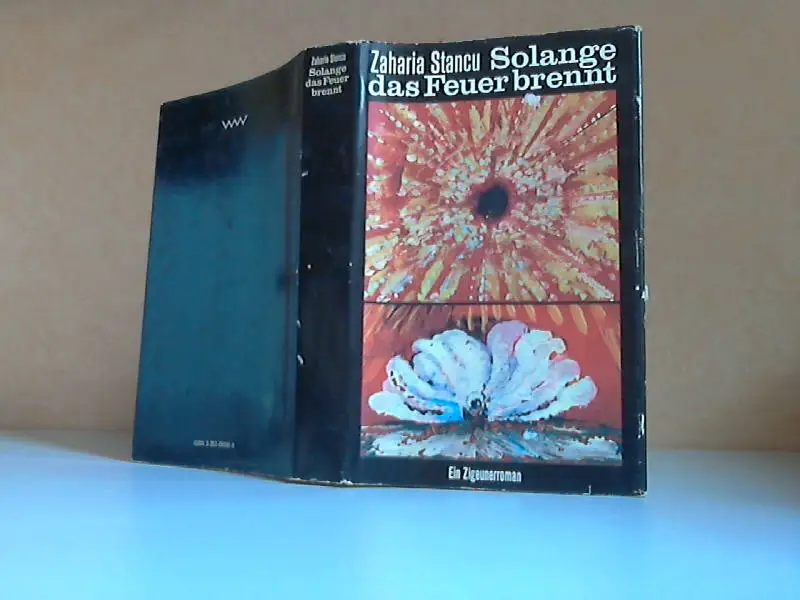 Zaharia Stancu
Solange
das Feuer
brennt
Zaharia Stancu Solange
das Feuer brennt
Ein Zigeunerroman